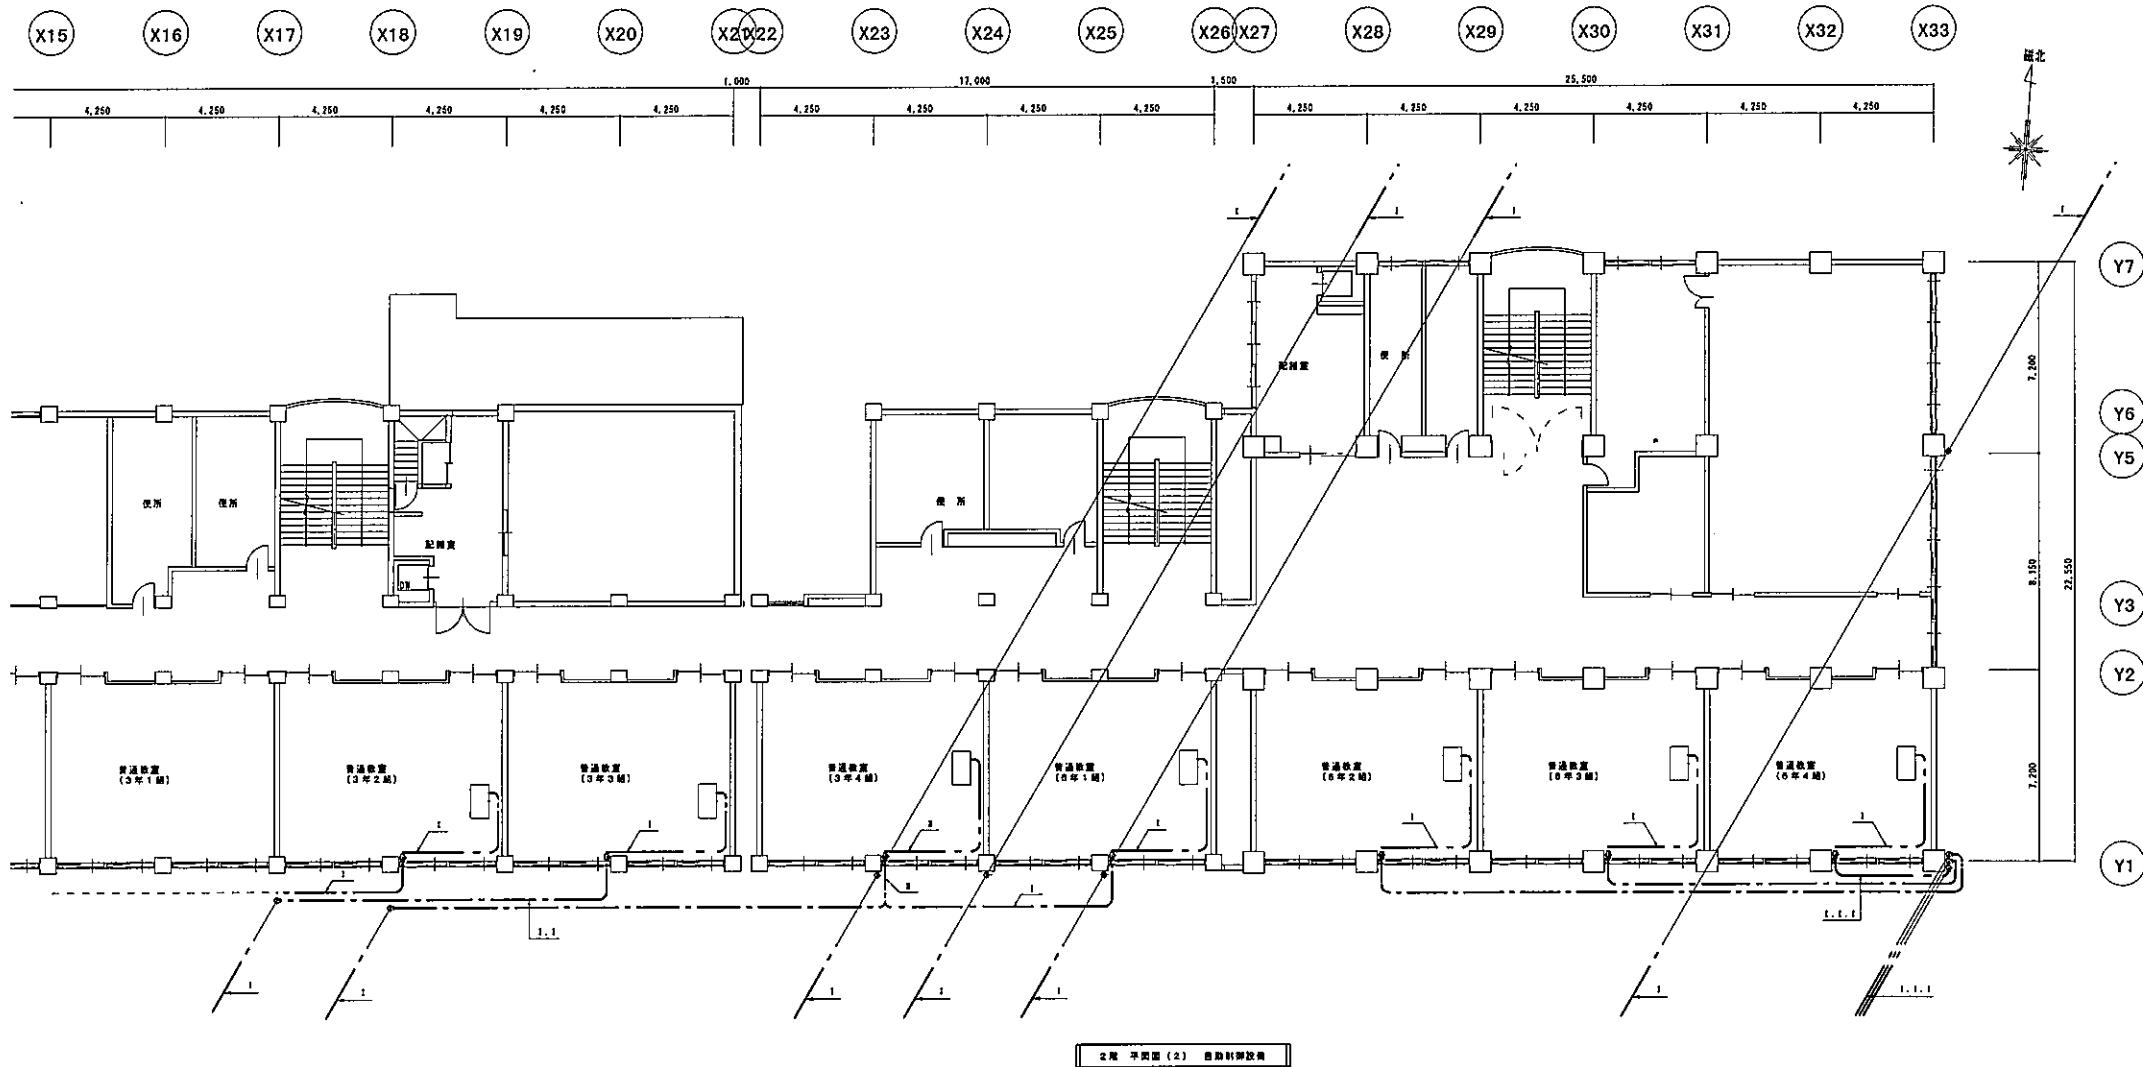 X15 X16 X17 X18 X19 X20 X21 X22 X23 X24 X25 X26 X27 X28 X29 X30 X31 X32 X33
磁北
1,000 17,000 1,500 25,500
4,250 4,250 4,250 4,250 4,250 4,250 4,250 4,250 4,250 4,250 4,250 4,250 4,250 4,250 4,250 4,250
Y7
7,200
配膳室
便所
Y6
Y5
便所
便所
便所
配膳室
DW
8,150
22,550
Y3
Y2
普通教室
(3年1組)
普通教室
(3年2組)
普通教室
(3年3組)
普通教室
(3年4組)
普通教室
(6年1組)
普通教室
(6年2組)
普通教室
(6年3組)
普通教室
(6年4組)
7,200
Y1
2階 平面図(2) 自動制御設備